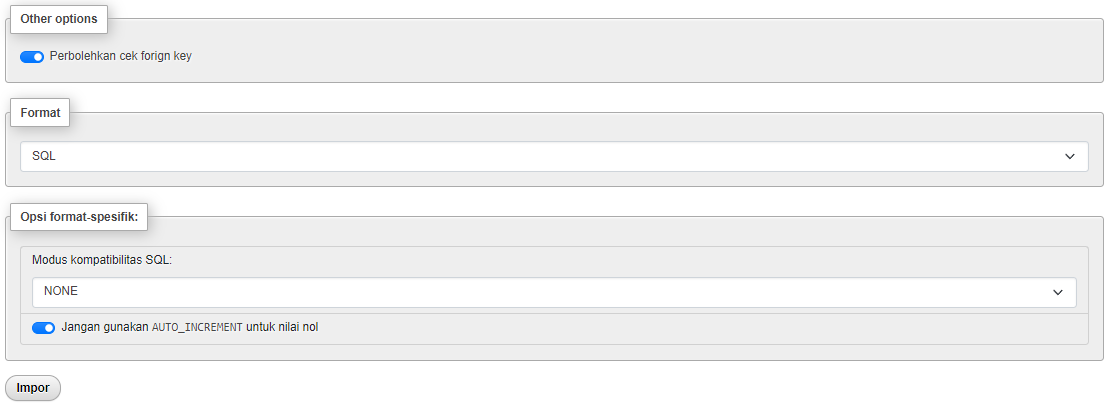 Other options
Perbolehkan cek forign key
Format
SQL
Opsi format-spesifik:
Modus kompatibilitas SQL:
NONE
Jangan gunakan AUTO_INCREMENT untuk nilai nol
Impor